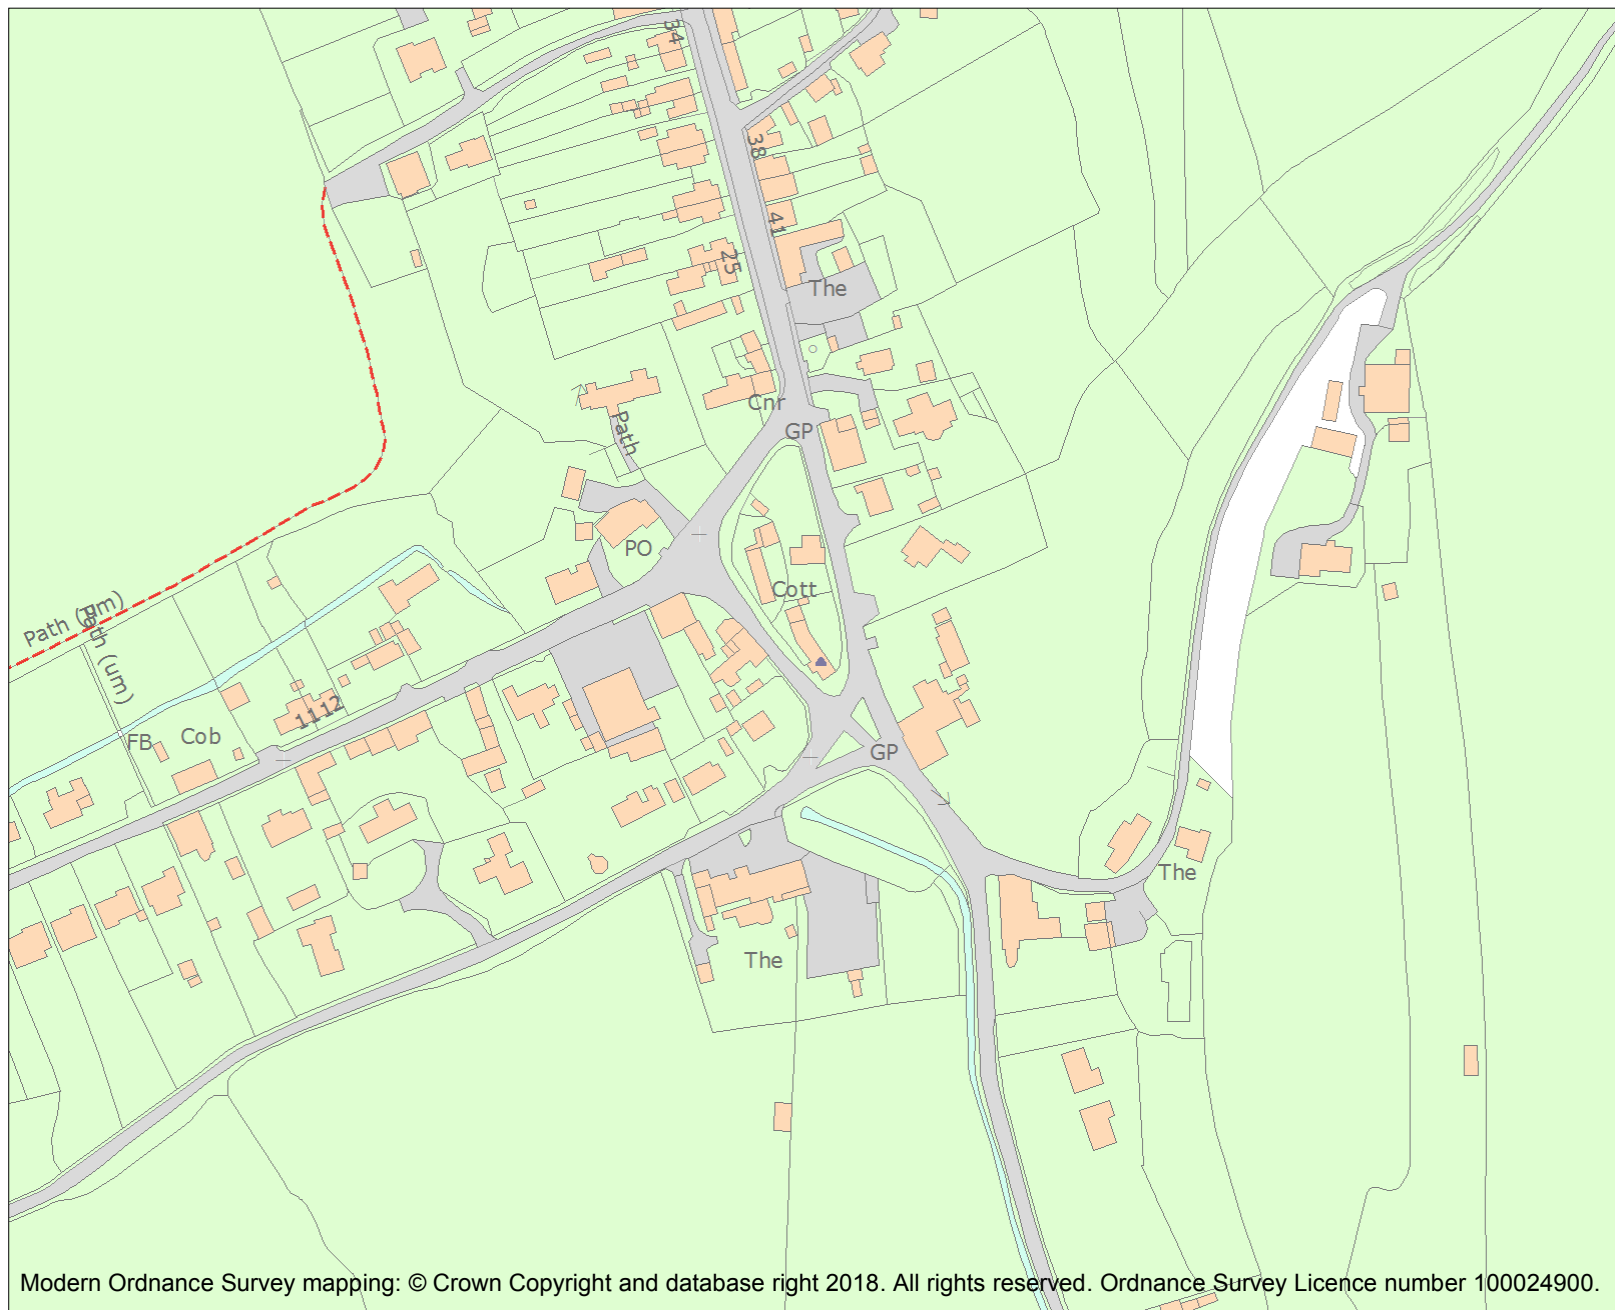 34
38
41
25
The
Cnr
Path
GP
PO
Cott
Path (um)
Path (um)
1112
FB
Cob
GP
The
The
Modern Ordnance Survey mapping: © Crown Copyright and database right 2018. All rights reserved. Ordnance Survey Licence number 100024900.